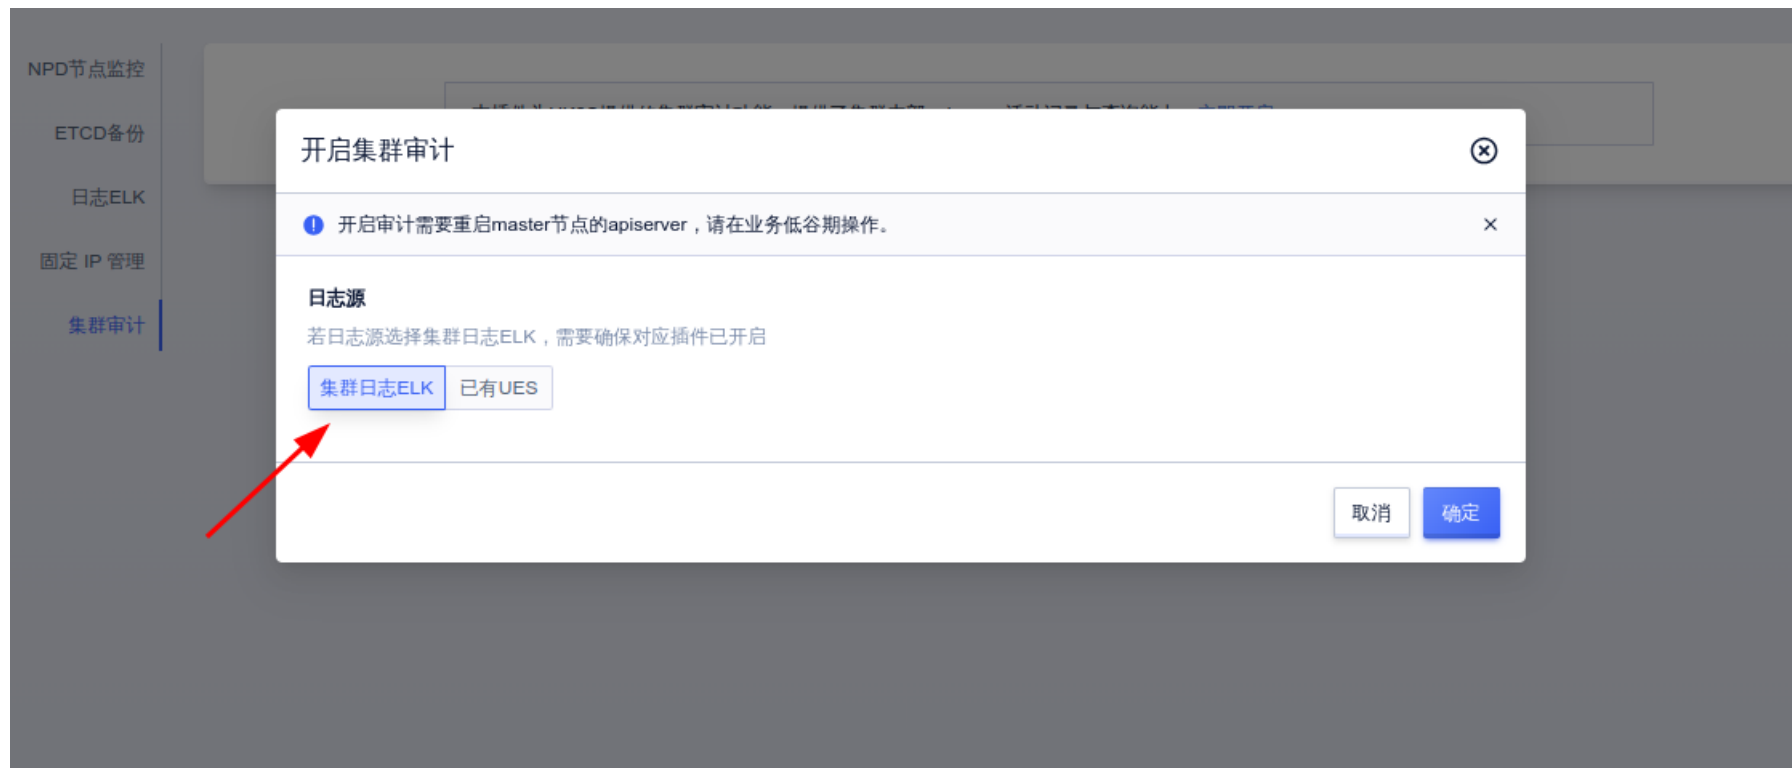 NPD节点监控
ETCD备份
日志ELK
固定 IP 管理
集群审计
立即开启
开启集群审计
开启审计需要重启master节点的apiserver，请在业务低谷期操作。
日志源
若日志源选择集群日志ELK，需要确保对应插件已开启
集群日志ELK
已有UES
取消
确定